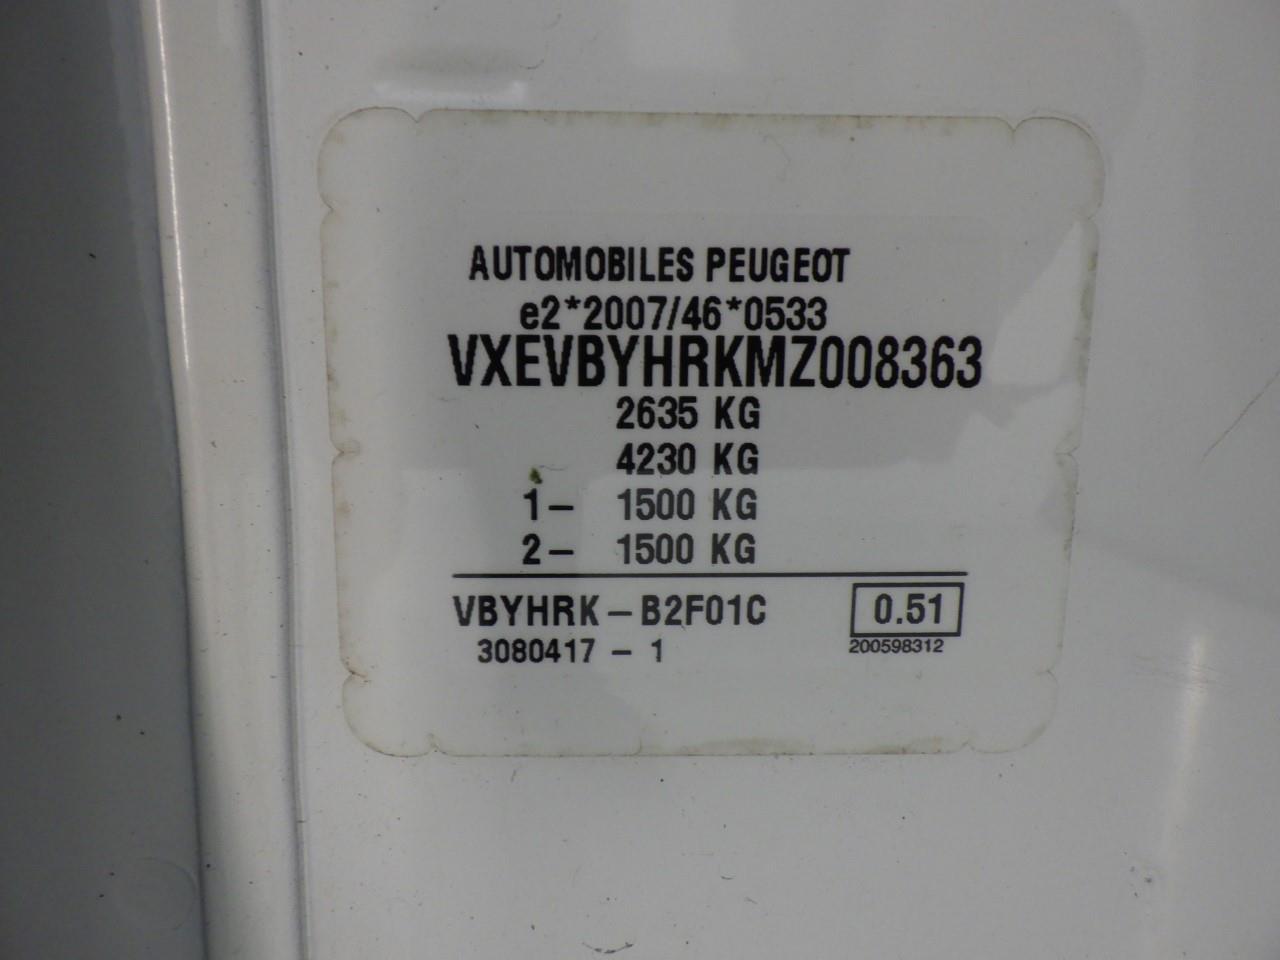 AUTOMOBILES PEUGEOT
e2*2007/46*0533
VXEVBYHRKMZ008363
2635 KG
4230 KG
1- 1500 KG
2- 1500 KG
VBYHRK-B2F01C 0.51
3080417 - 1 200598312